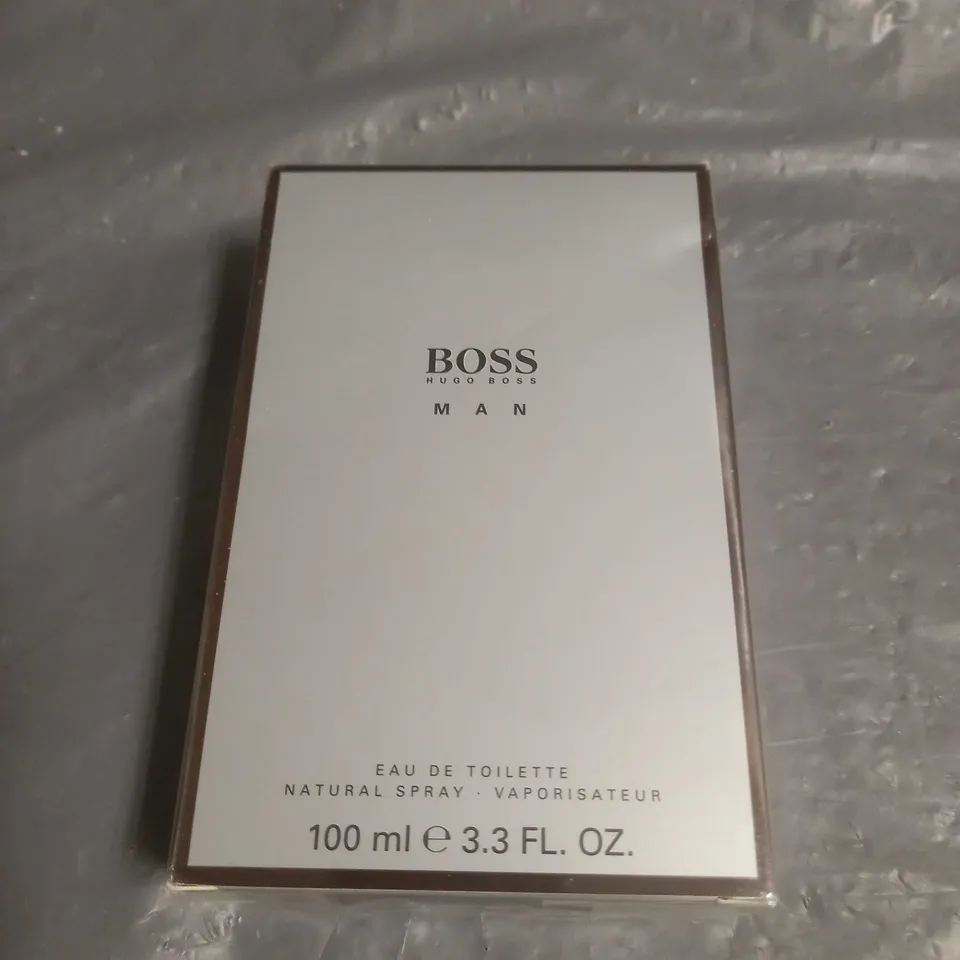 BOSS
HUGO BOSS
MAN
EAU DE TOILETTE
NATURAL SPRAY · VAPORISATEUR
100 ml ℮ 3.3 FL. OZ.